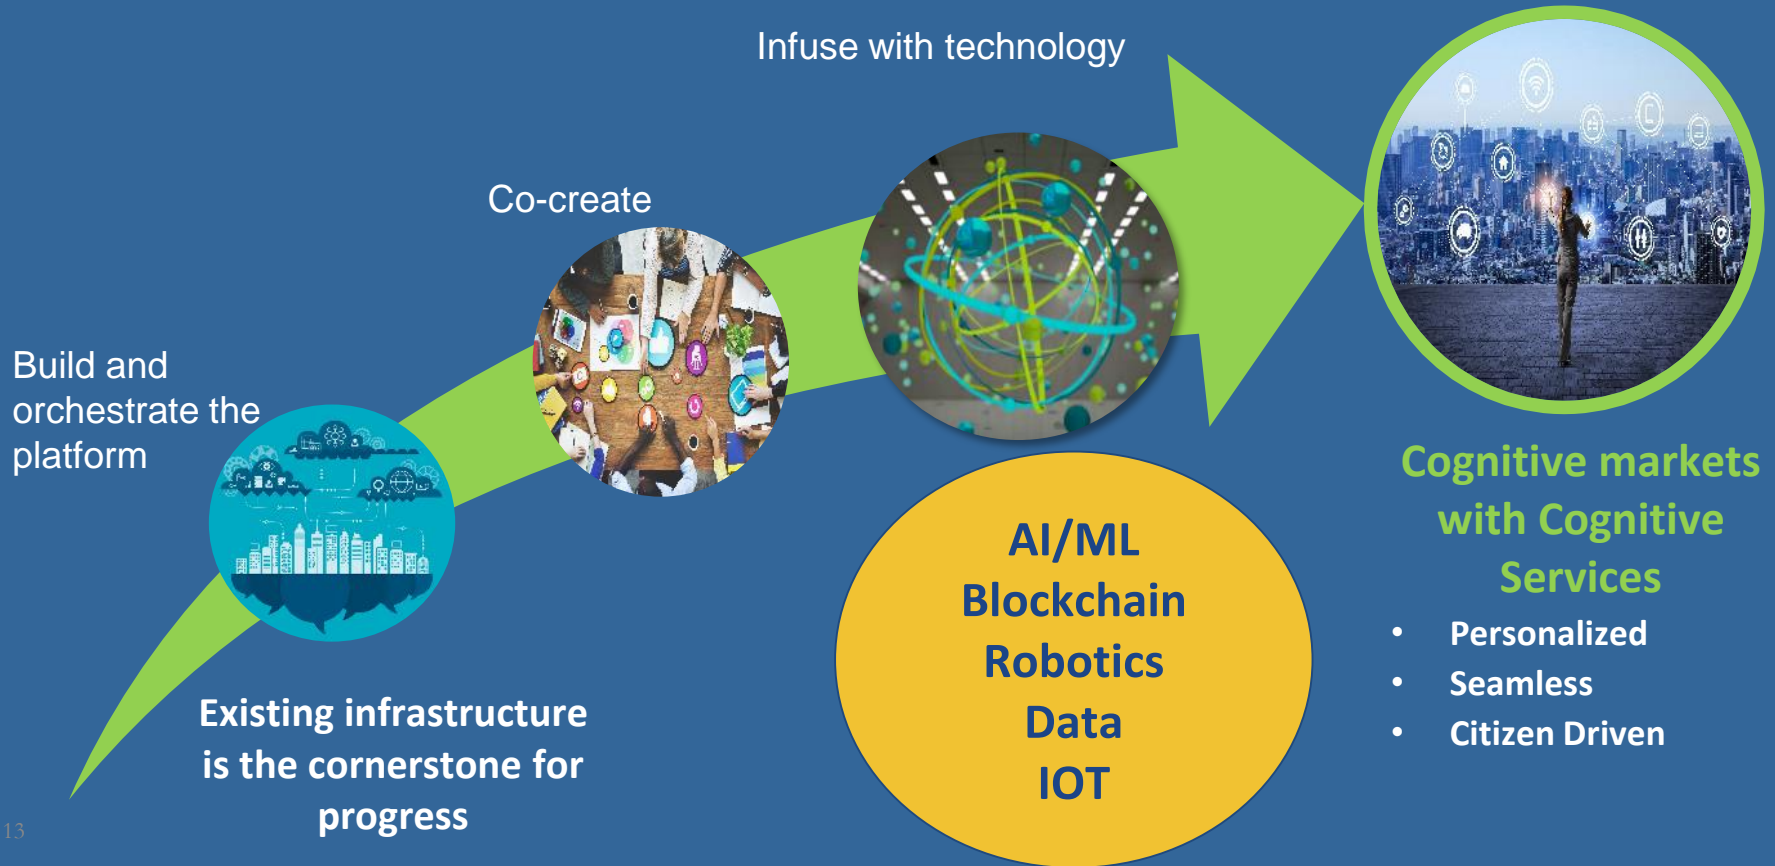 Infuse with technology
Co-create
Build and
orchestrate the
platform
Existing infrastructure
is the cornerstone for
progress
AI/ML
Blockchain
Robotics
Data
IOT
Cognitive markets
with Cognitive
Services
• Personalized
• Seamless
• Citizen Driven
13